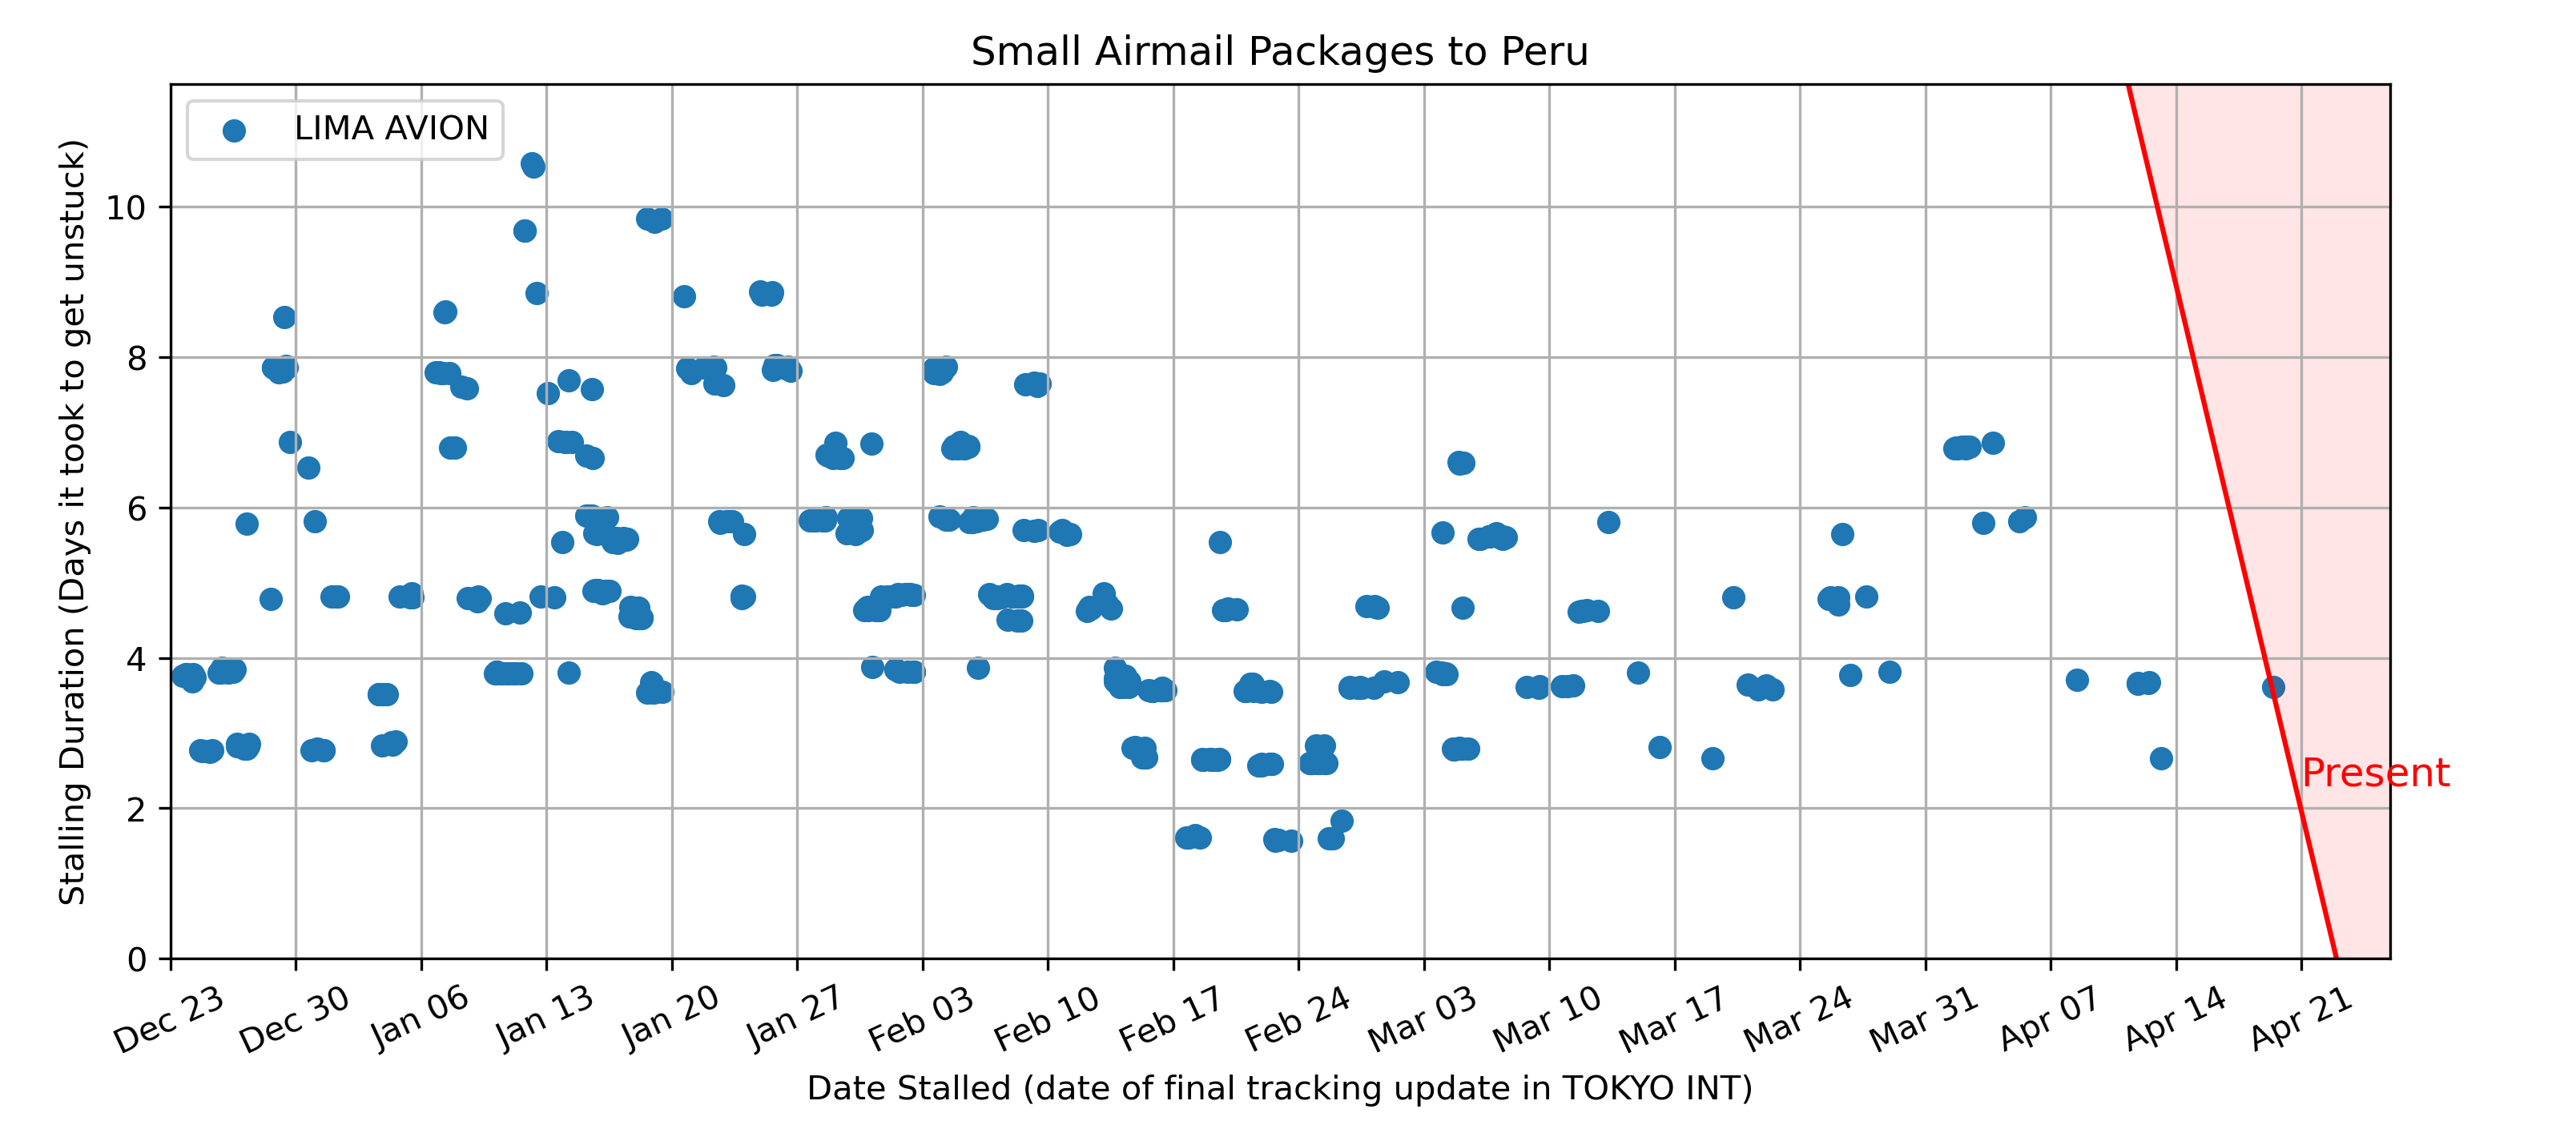 Small Airmail Packages to Peru
LIMA AVION
Stalling Duration (Days it took to get unstuck)
10
8
6
4
2
0
Present
Dec 23
Dec 30
Jan 06
Jan 13
Jan 20
Jan 27
Feb 03
Feb 10
Feb 17
Feb 24
Mar 03
Mar 10
Mar 17
Mar 24
Mar 31
Apr 07
Apr 14
Apr 21
Date Stalled (date of final tracking update in TOKYO INT)